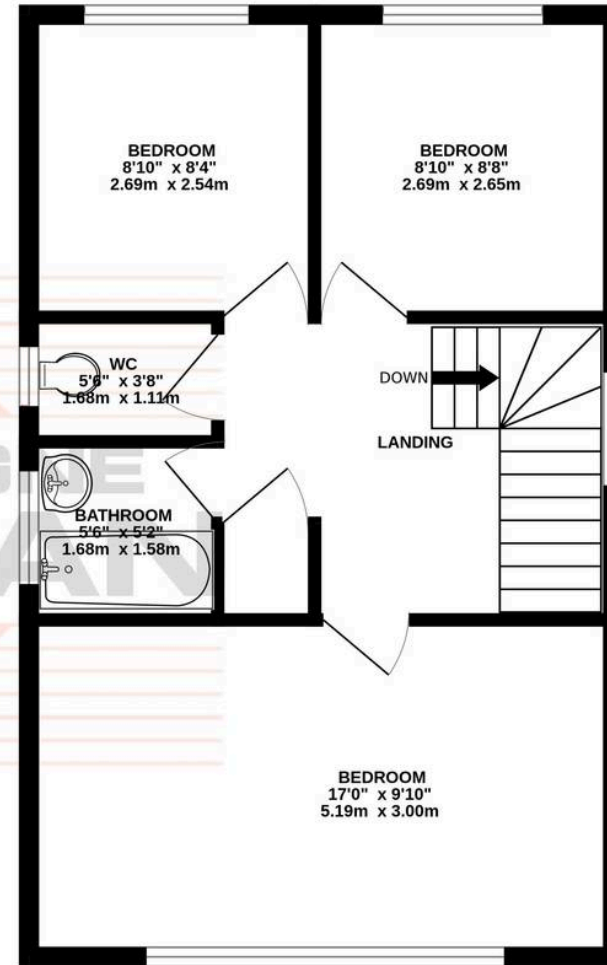 BEDROOM
8'10" x 8'4"
2.69m x 2.54m
BEDROOM
8'10" x 8'8"
2.69m x 2.65m
WC
5'6" x 3'8"
1.68m x 1.11m
DOWN
LANDING
BATHROOM
5'6" x 5'2"
1.68m x 1.58m
BEDROOM
17'0" x 9'10"
5.19m x 3.00m